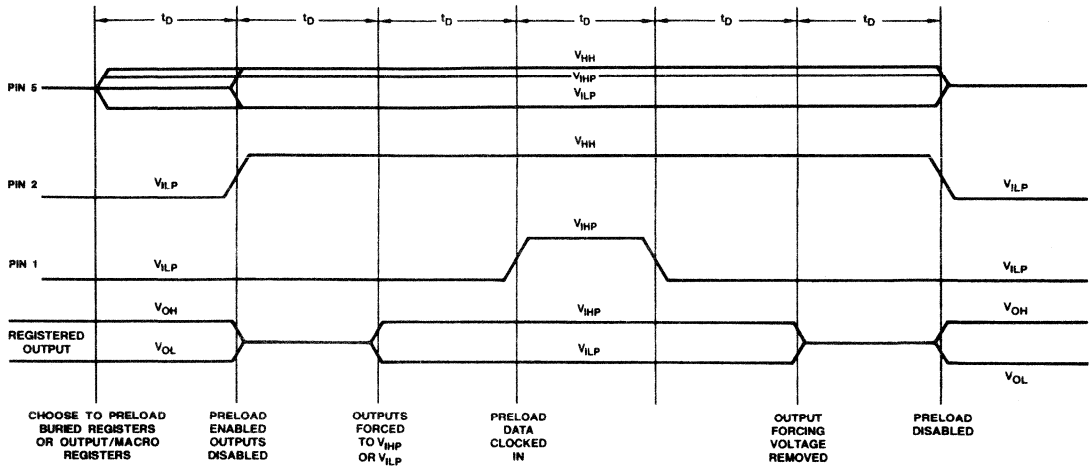 tD tD tD tD tD tD
VHH
PIN 5
VIHP
VILP
VHH
PIN 2
VILP
VILP
VIHP
PIN 1
VILP
VILP
VOH
VIHP
VOH
REGISTERED
OUTPUT
VOL
VILP
VOL
CHOOSE TO PRELOAD
BURIED REGISTERS
OR OUTPUT/MACRO
REGISTERS
PRELOAD
ENABLED
OUTPUTS
DISABLED
OUTPUTS
FORCED
TO VIHP
OR VILP
PRELOAD
DATA
CLOCKED
IN
OUTPUT
FORCING
VOLTAGE
REMOVED
PRELOAD
DISABLED